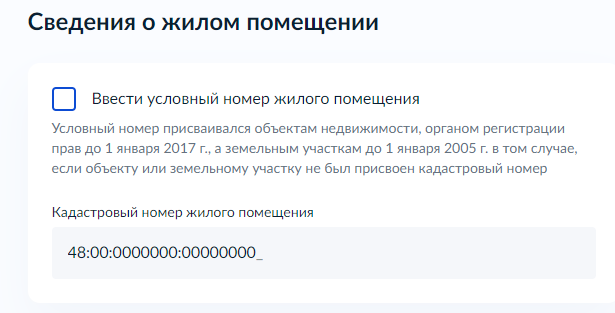 Сведения о жилом помещении
Ввести условный номер жилого помещения
Условный номер присваивался объектам недвижимости, органом регистрации
прав до 1 января 2017 г., а земельным участкам до 1 января 2005 г. в том случае,
если объекту или земельному участку не был присвоен кадастровый номер
Кадастровый номер жилого помещения
48:00:0000000:00000000_